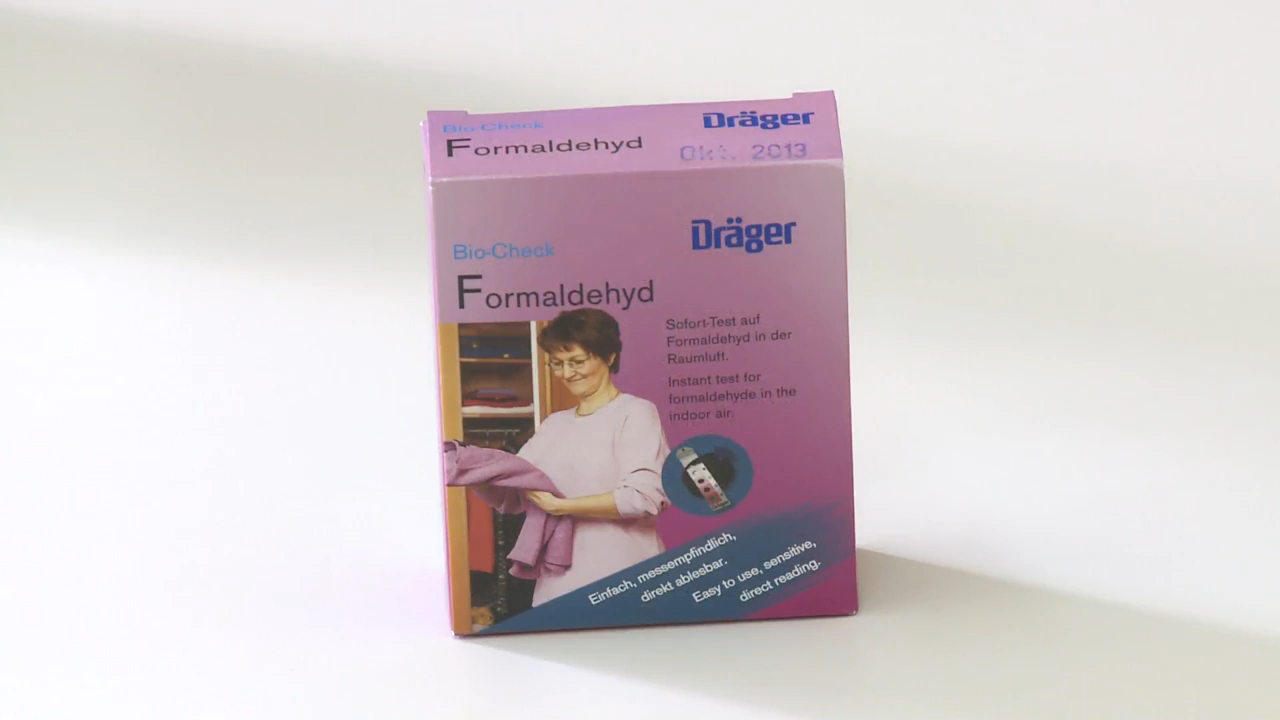 Bio-Check
Dräger
Formaldehyd
Okt. 2013
Dräger
Bio-Check
Formaldehyd
Sofort-Test auf
Formaldehyd in der
Raumluft.
Instant test for
formaldehyde in the
indoor air.
Einfach, messempfindlich,
direkt ablesbar.
Easy to use, sensitive,
direct reading.